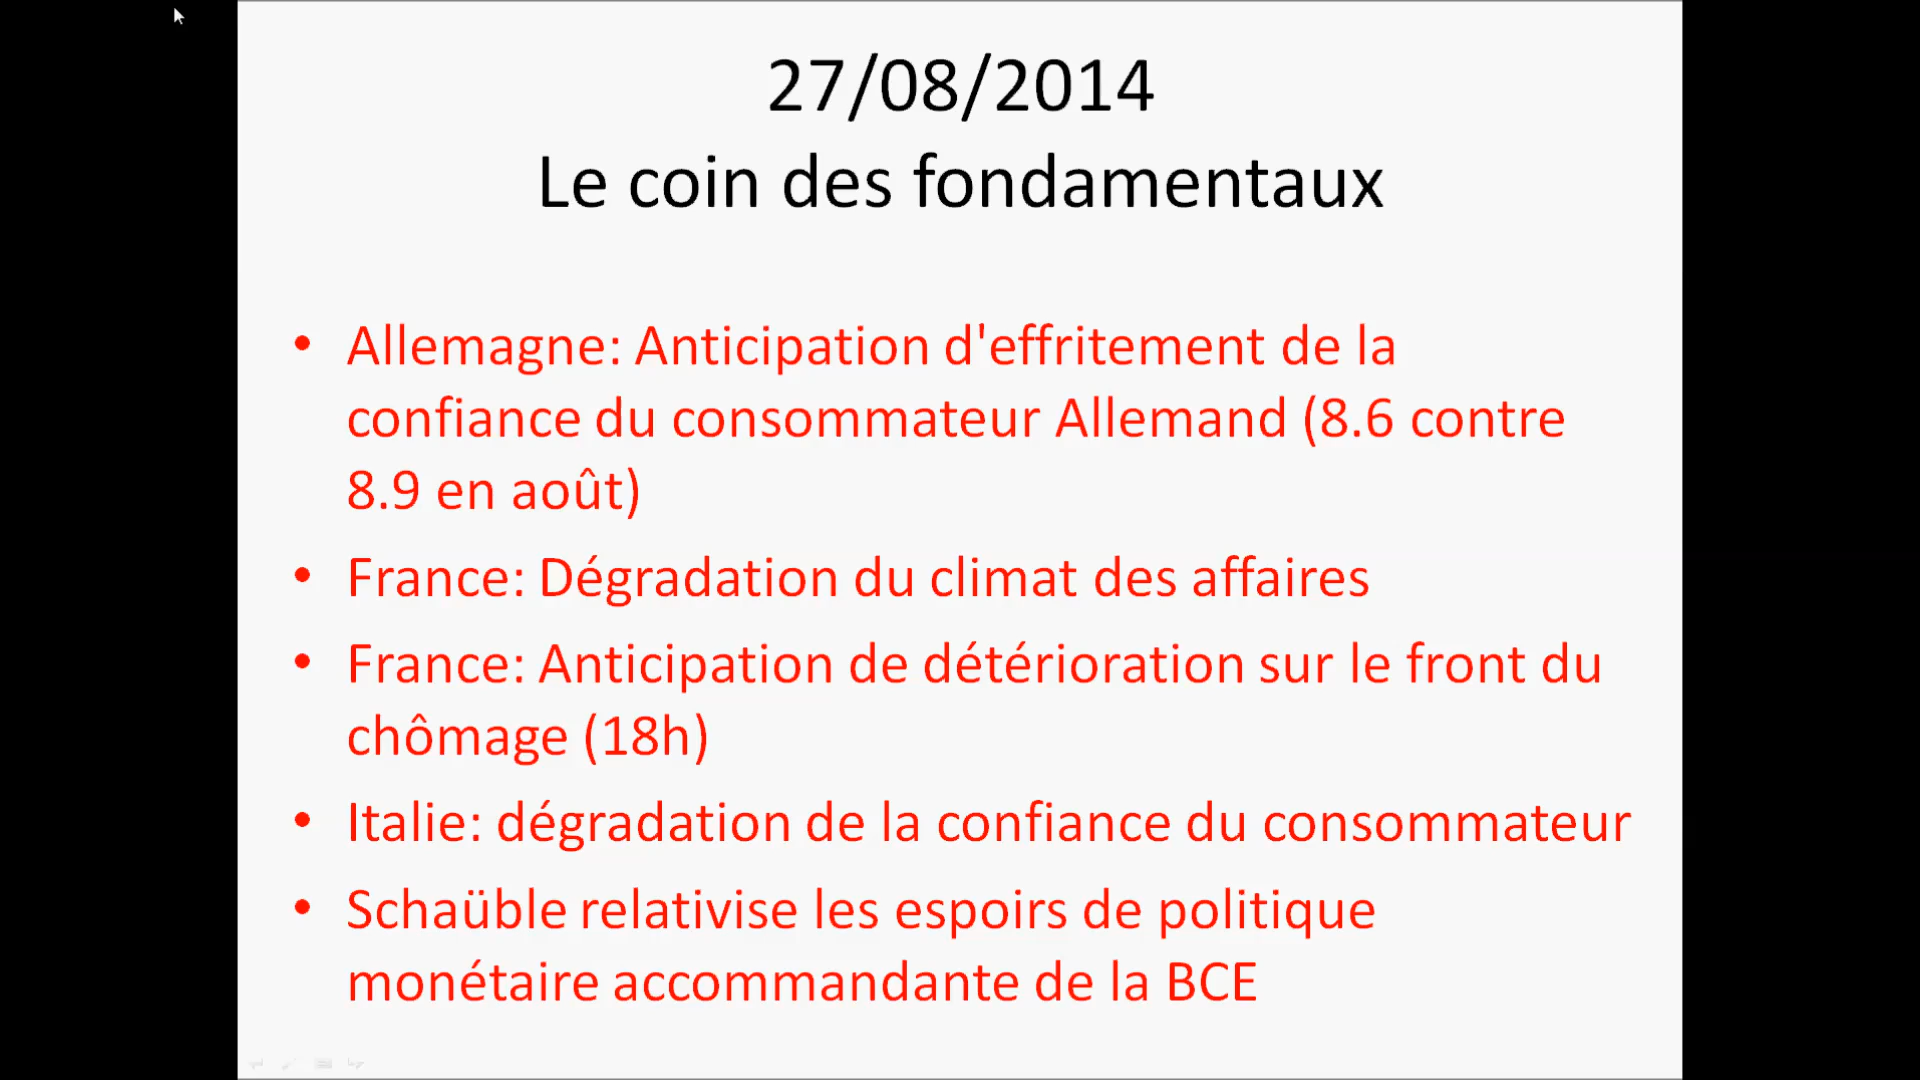 27/08/2014
Le coin des fondamentaux
• Allemagne: Anticipation d'effritement de la
confiance du consommateur Allemand (8.6 contre
8.9 en août)
• France: Dégradation du climat des affaires
• France: Anticipation de détérioration sur le front du
chômage (18h)
• Italie: dégradation de la confiance du consommateur
• Schaüble relativise les espoirs de politique
monétaire accommandante de la BCE